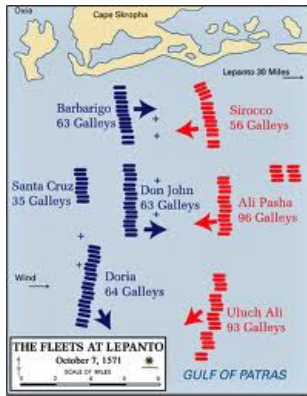 Oxia
Cape Skropha
Lepanto 30 Miles
Barbarigo
63 Galleys
Sirocco
56 Galleys
Santa Cruz
35 Galleys
Don John
63 Galleys
Ali Pasha
96 Galleys
Wind
Doria
64 Galleys
Uluch Ali
93 Galleys
THE FLEETS AT LEPANTO
October 7, 1571
SCALE OF MILES
GULF OF PATRAS